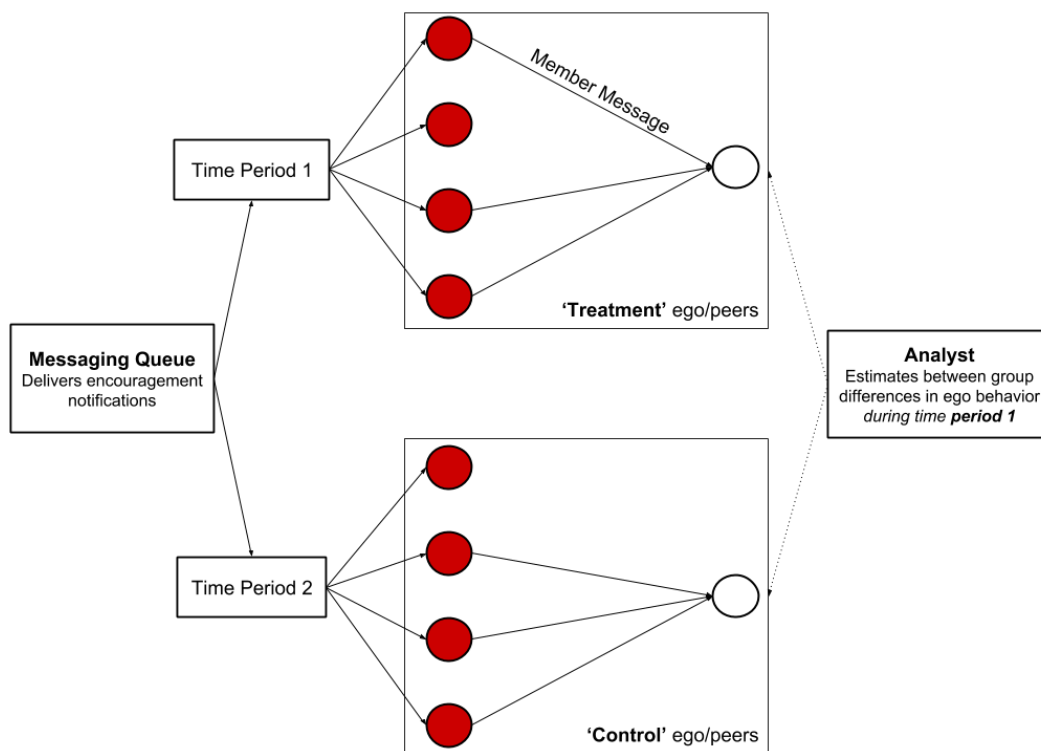 Member Message
Time Period 1
‘Treatment’ ego/peers
Messaging Queue
Delivers encouragement
notifications
Analyst
Estimates between group
differences in ego behavior
during time period 1
Time Period 2
‘Control’ ego/peers